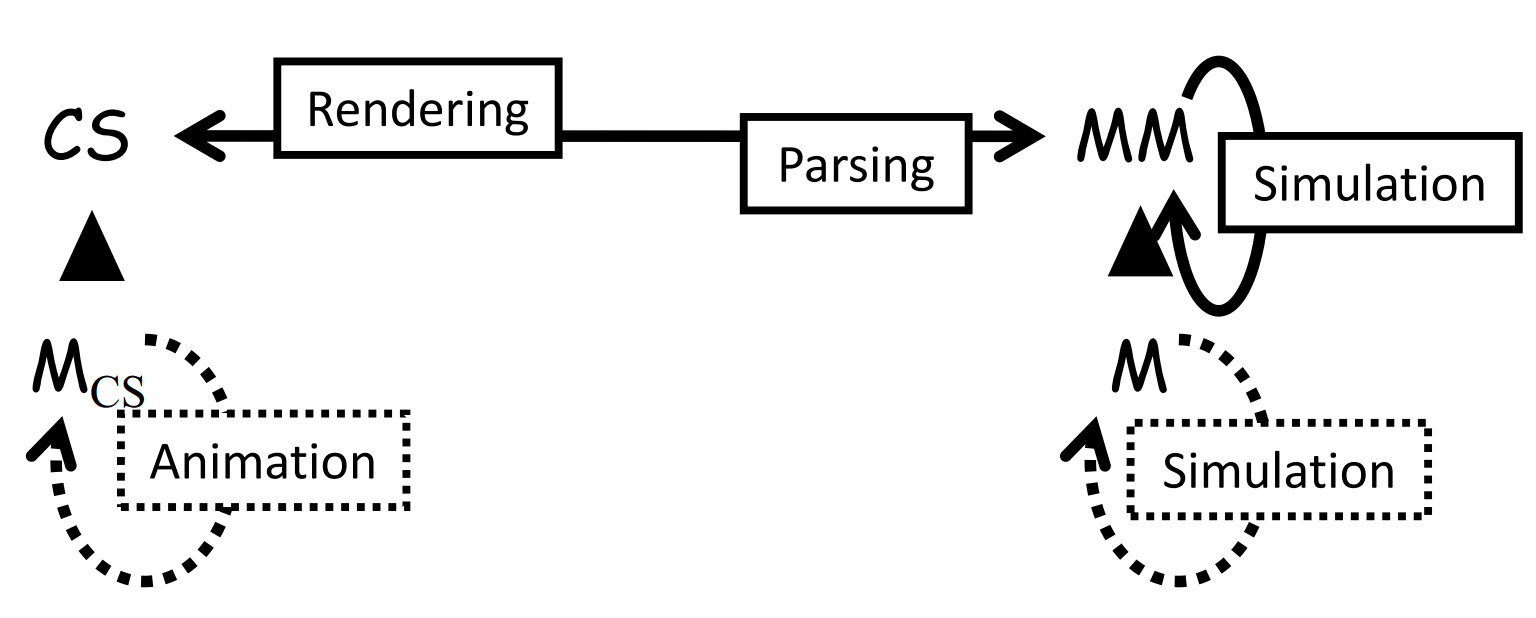 CS
Rendering
Parsing
MM
Simulation
MCS
Animation
M
Simulation